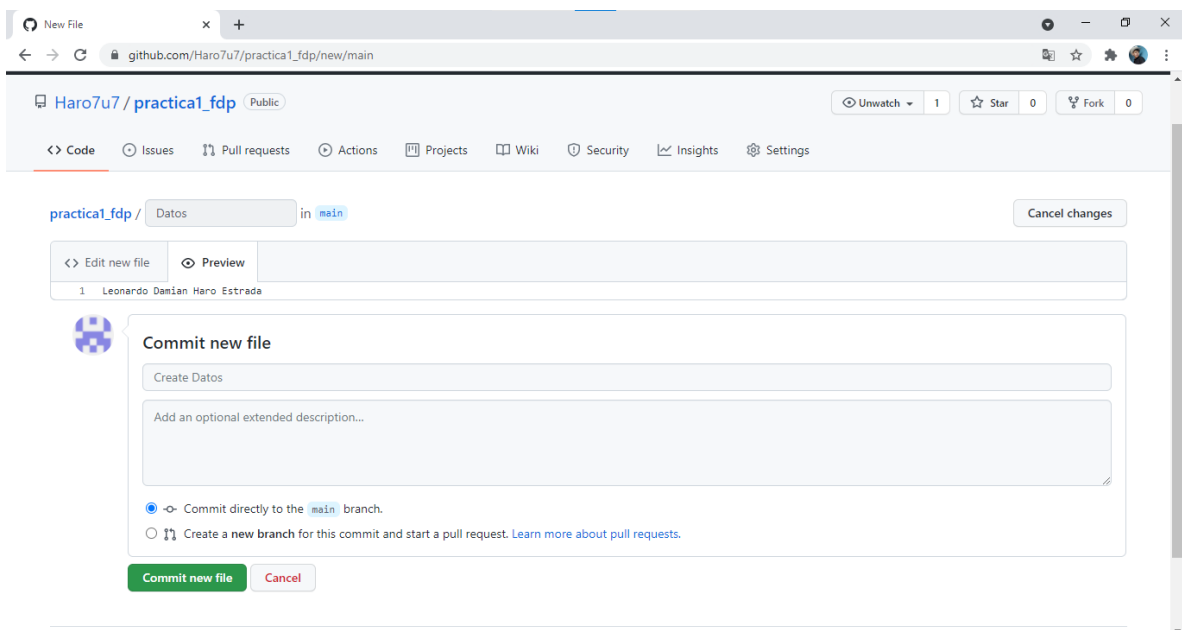 New File
github.com/Haro7u7/practica1_fdp/new/main
Haro7u7 / practica1_fdp Public
Unwatch 1 Star 0 Fork 0
<> Code Issues Pull requests Actions Projects Wiki Security Insights Settings
practica1_fdp / Datos in main Cancel changes
<> Edit new file Preview
1 Leonardo Damian Haro Estrada
Commit new file
Create Datos
Add an optional extended description...
Commit directly to the main branch.
Create a new branch for this commit and start a pull request. Learn more about pull requests.
Commit new file Cancel